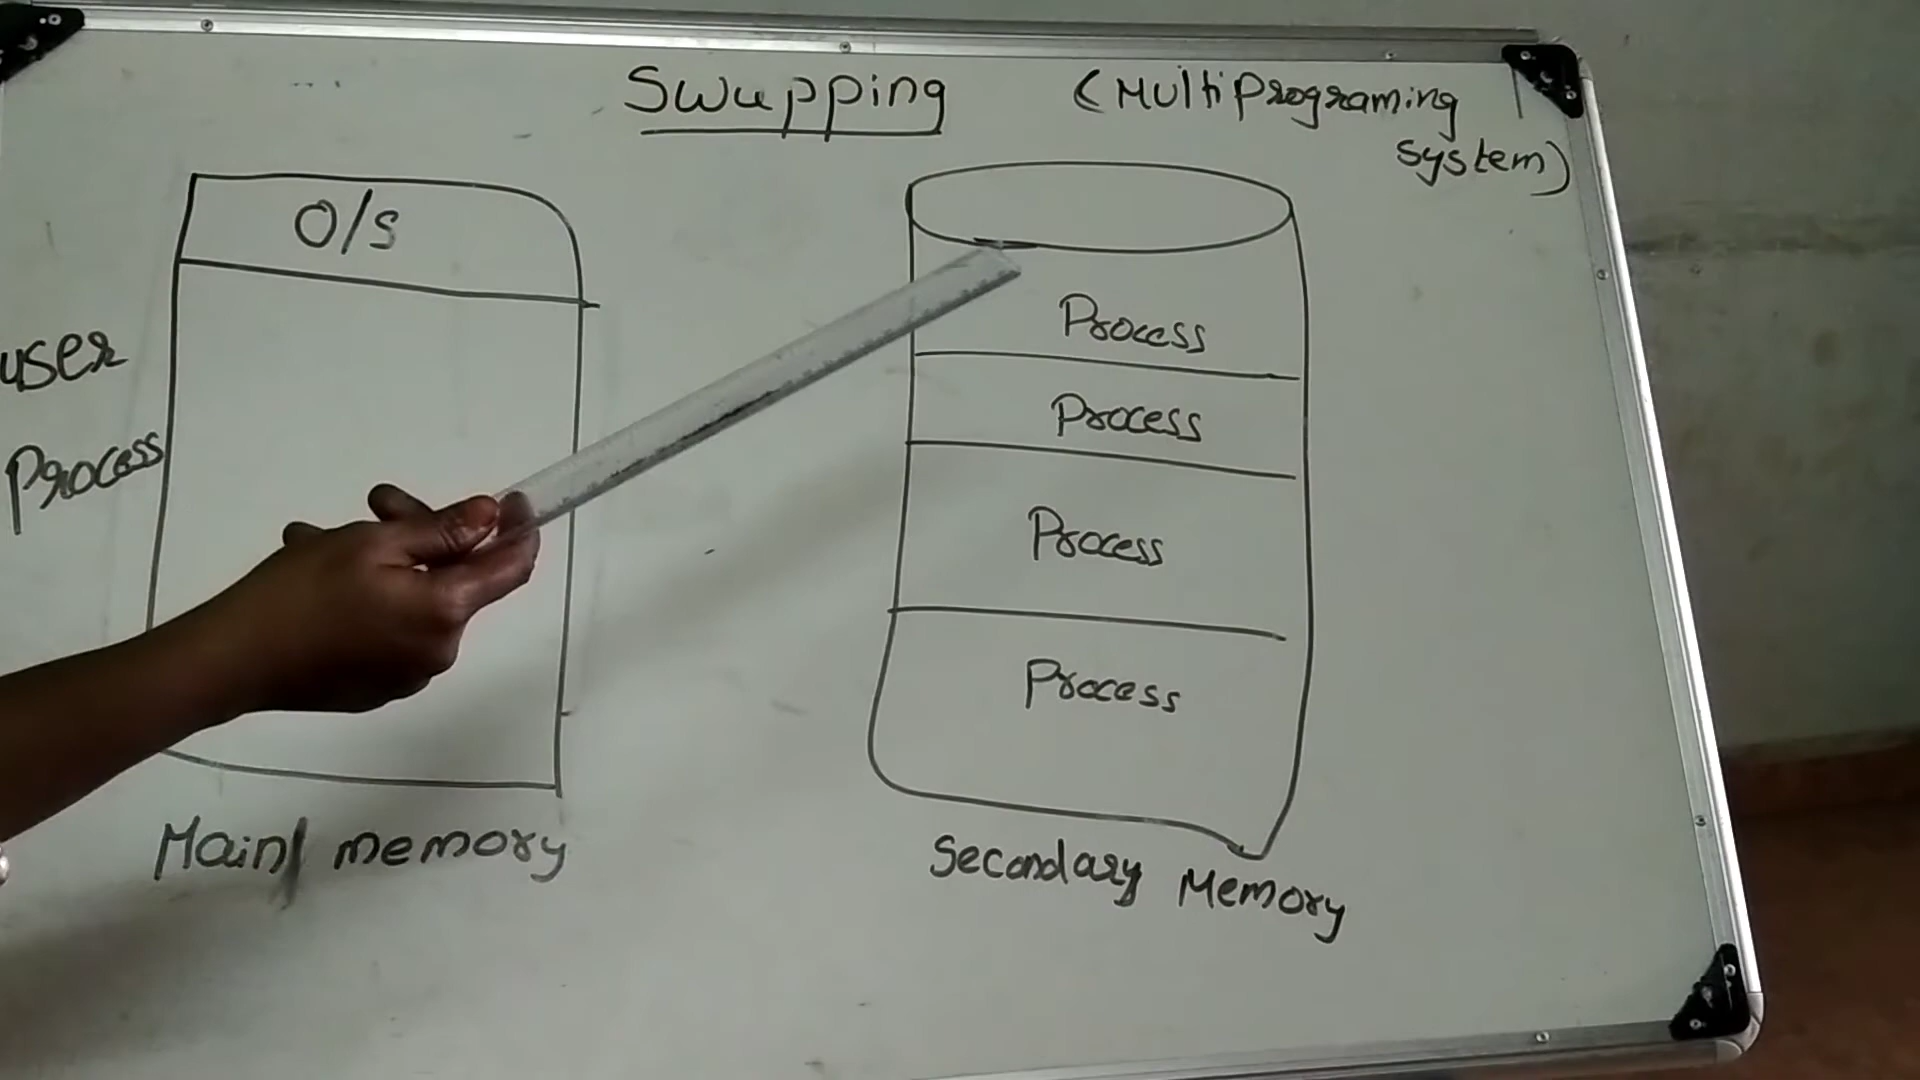 Swapping
(Multiprograming
system)
O/S
user
Process
Process
Process
Process
Process
Main memory
Secondary Memory